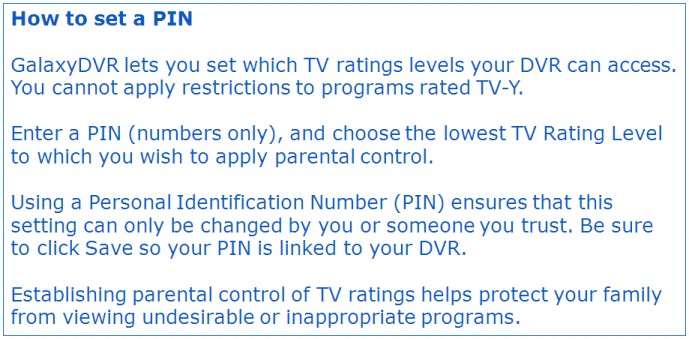 How to set a PIN
GalaxyDVR lets you set which TV ratings levels your DVR can access.
You cannot apply restrictions to programs rated TV-Y.
Enter a PIN (numbers only), and choose the lowest TV Rating Level
to which you wish to apply parental control.
Using a Personal Identification Number (PIN) ensures that this
setting can only be changed by you or someone you trust. Be sure
to click Save so your PIN is linked to your DVR.
Establishing parental control of TV ratings helps protect your family
from viewing undesirable or inappropriate programs.